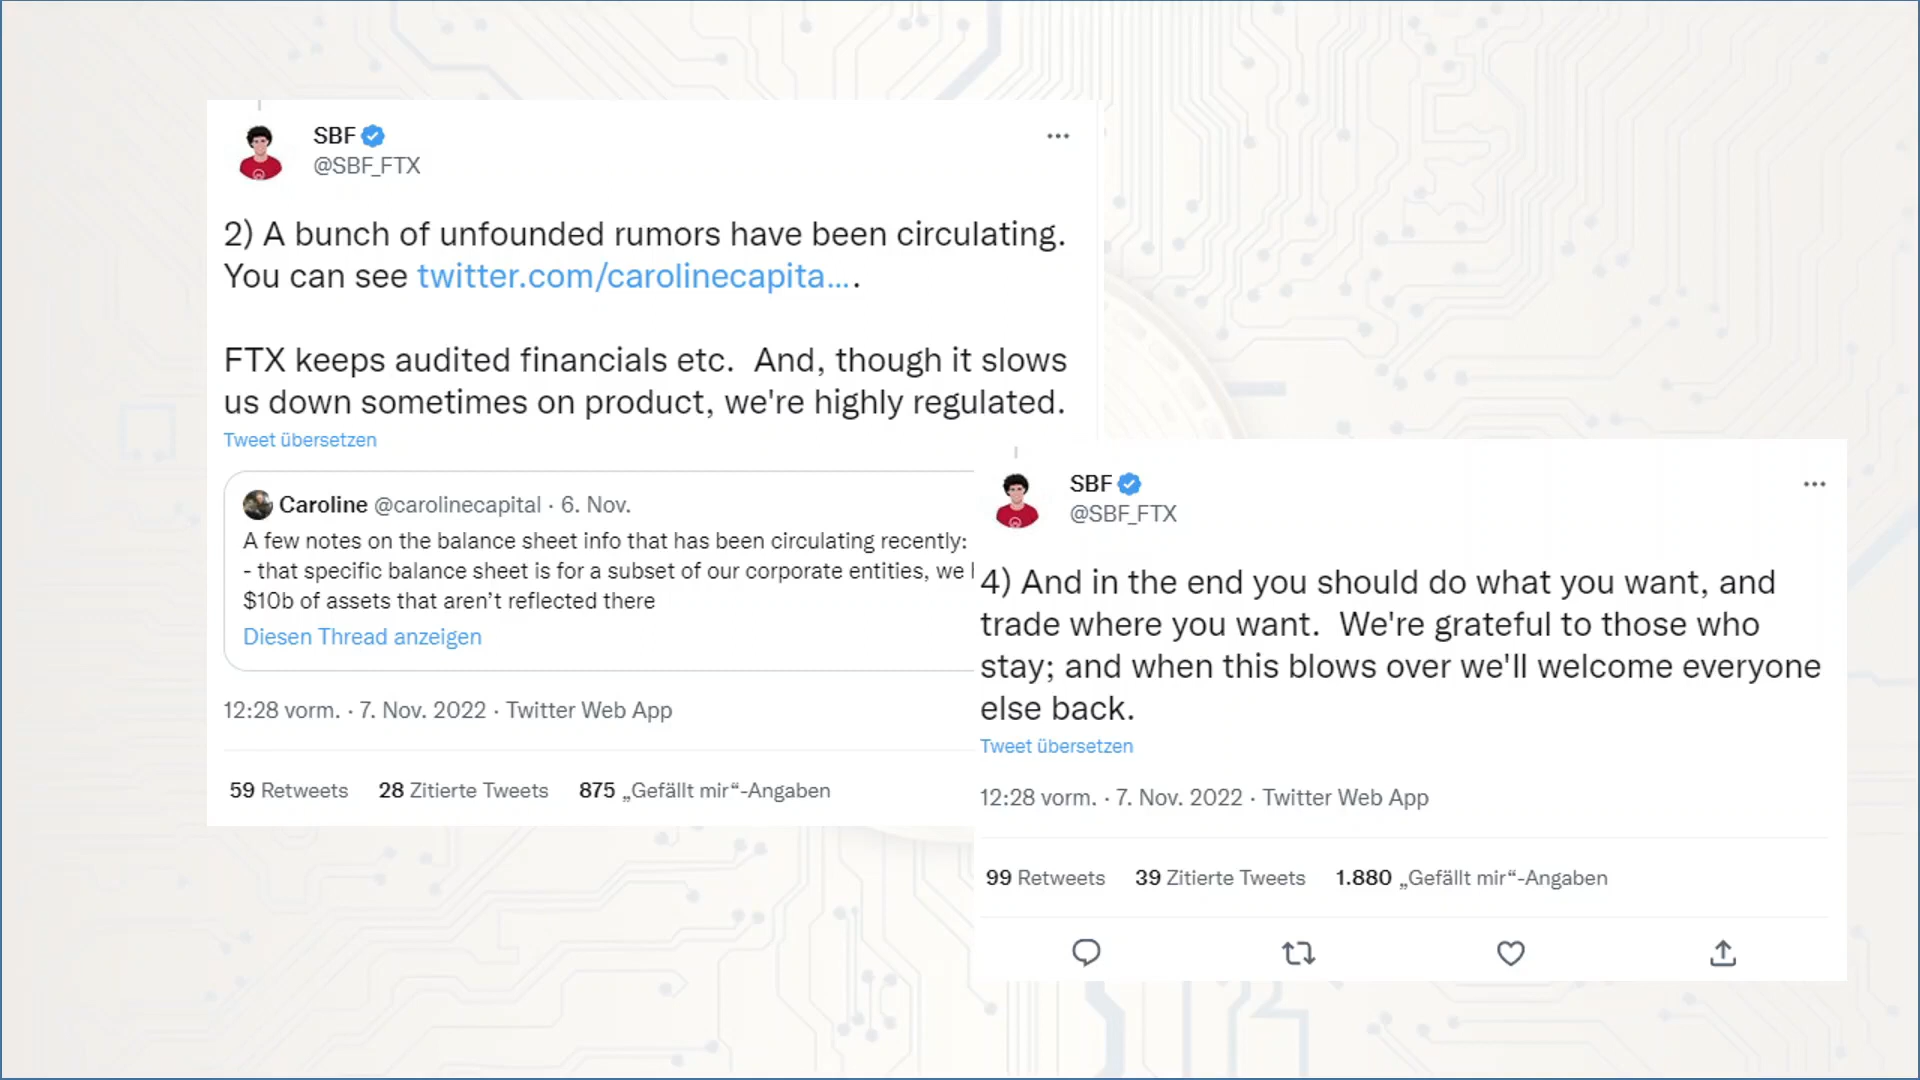 SBF
@SBF_FTX
2) A bunch of unfounded rumors have been circulating.
You can see twitter.com/carolinecapita... .
FTX keeps audited financials etc.  And, though it slows
us down sometimes on product, we're highly regulated.
Tweet übersetzen
Caroline @carolinecapital · 6. Nov.
A few notes on the balance sheet info that has been circulating recently:
- that specific balance sheet is for a subset of our corporate entities, we
$10b of assets that aren’t reflected there
Diesen Thread anzeigen
12:28 vorm. · 7. Nov. 2022 · Twitter Web App
59 Retweets 28 Zitierte Tweets 875 „Gefällt mir“-Angaben
SBF
@SBF_FTX
4) And in the end you should do what you want, and
trade where you want.  We're grateful to those who
stay; and when this blows over we'll welcome everyone
else back.
Tweet übersetzen
12:28 vorm. · 7. Nov. 2022 · Twitter Web App
99 Retweets 39 Zitierte Tweets 1.880 „Gefällt mir“-Angaben